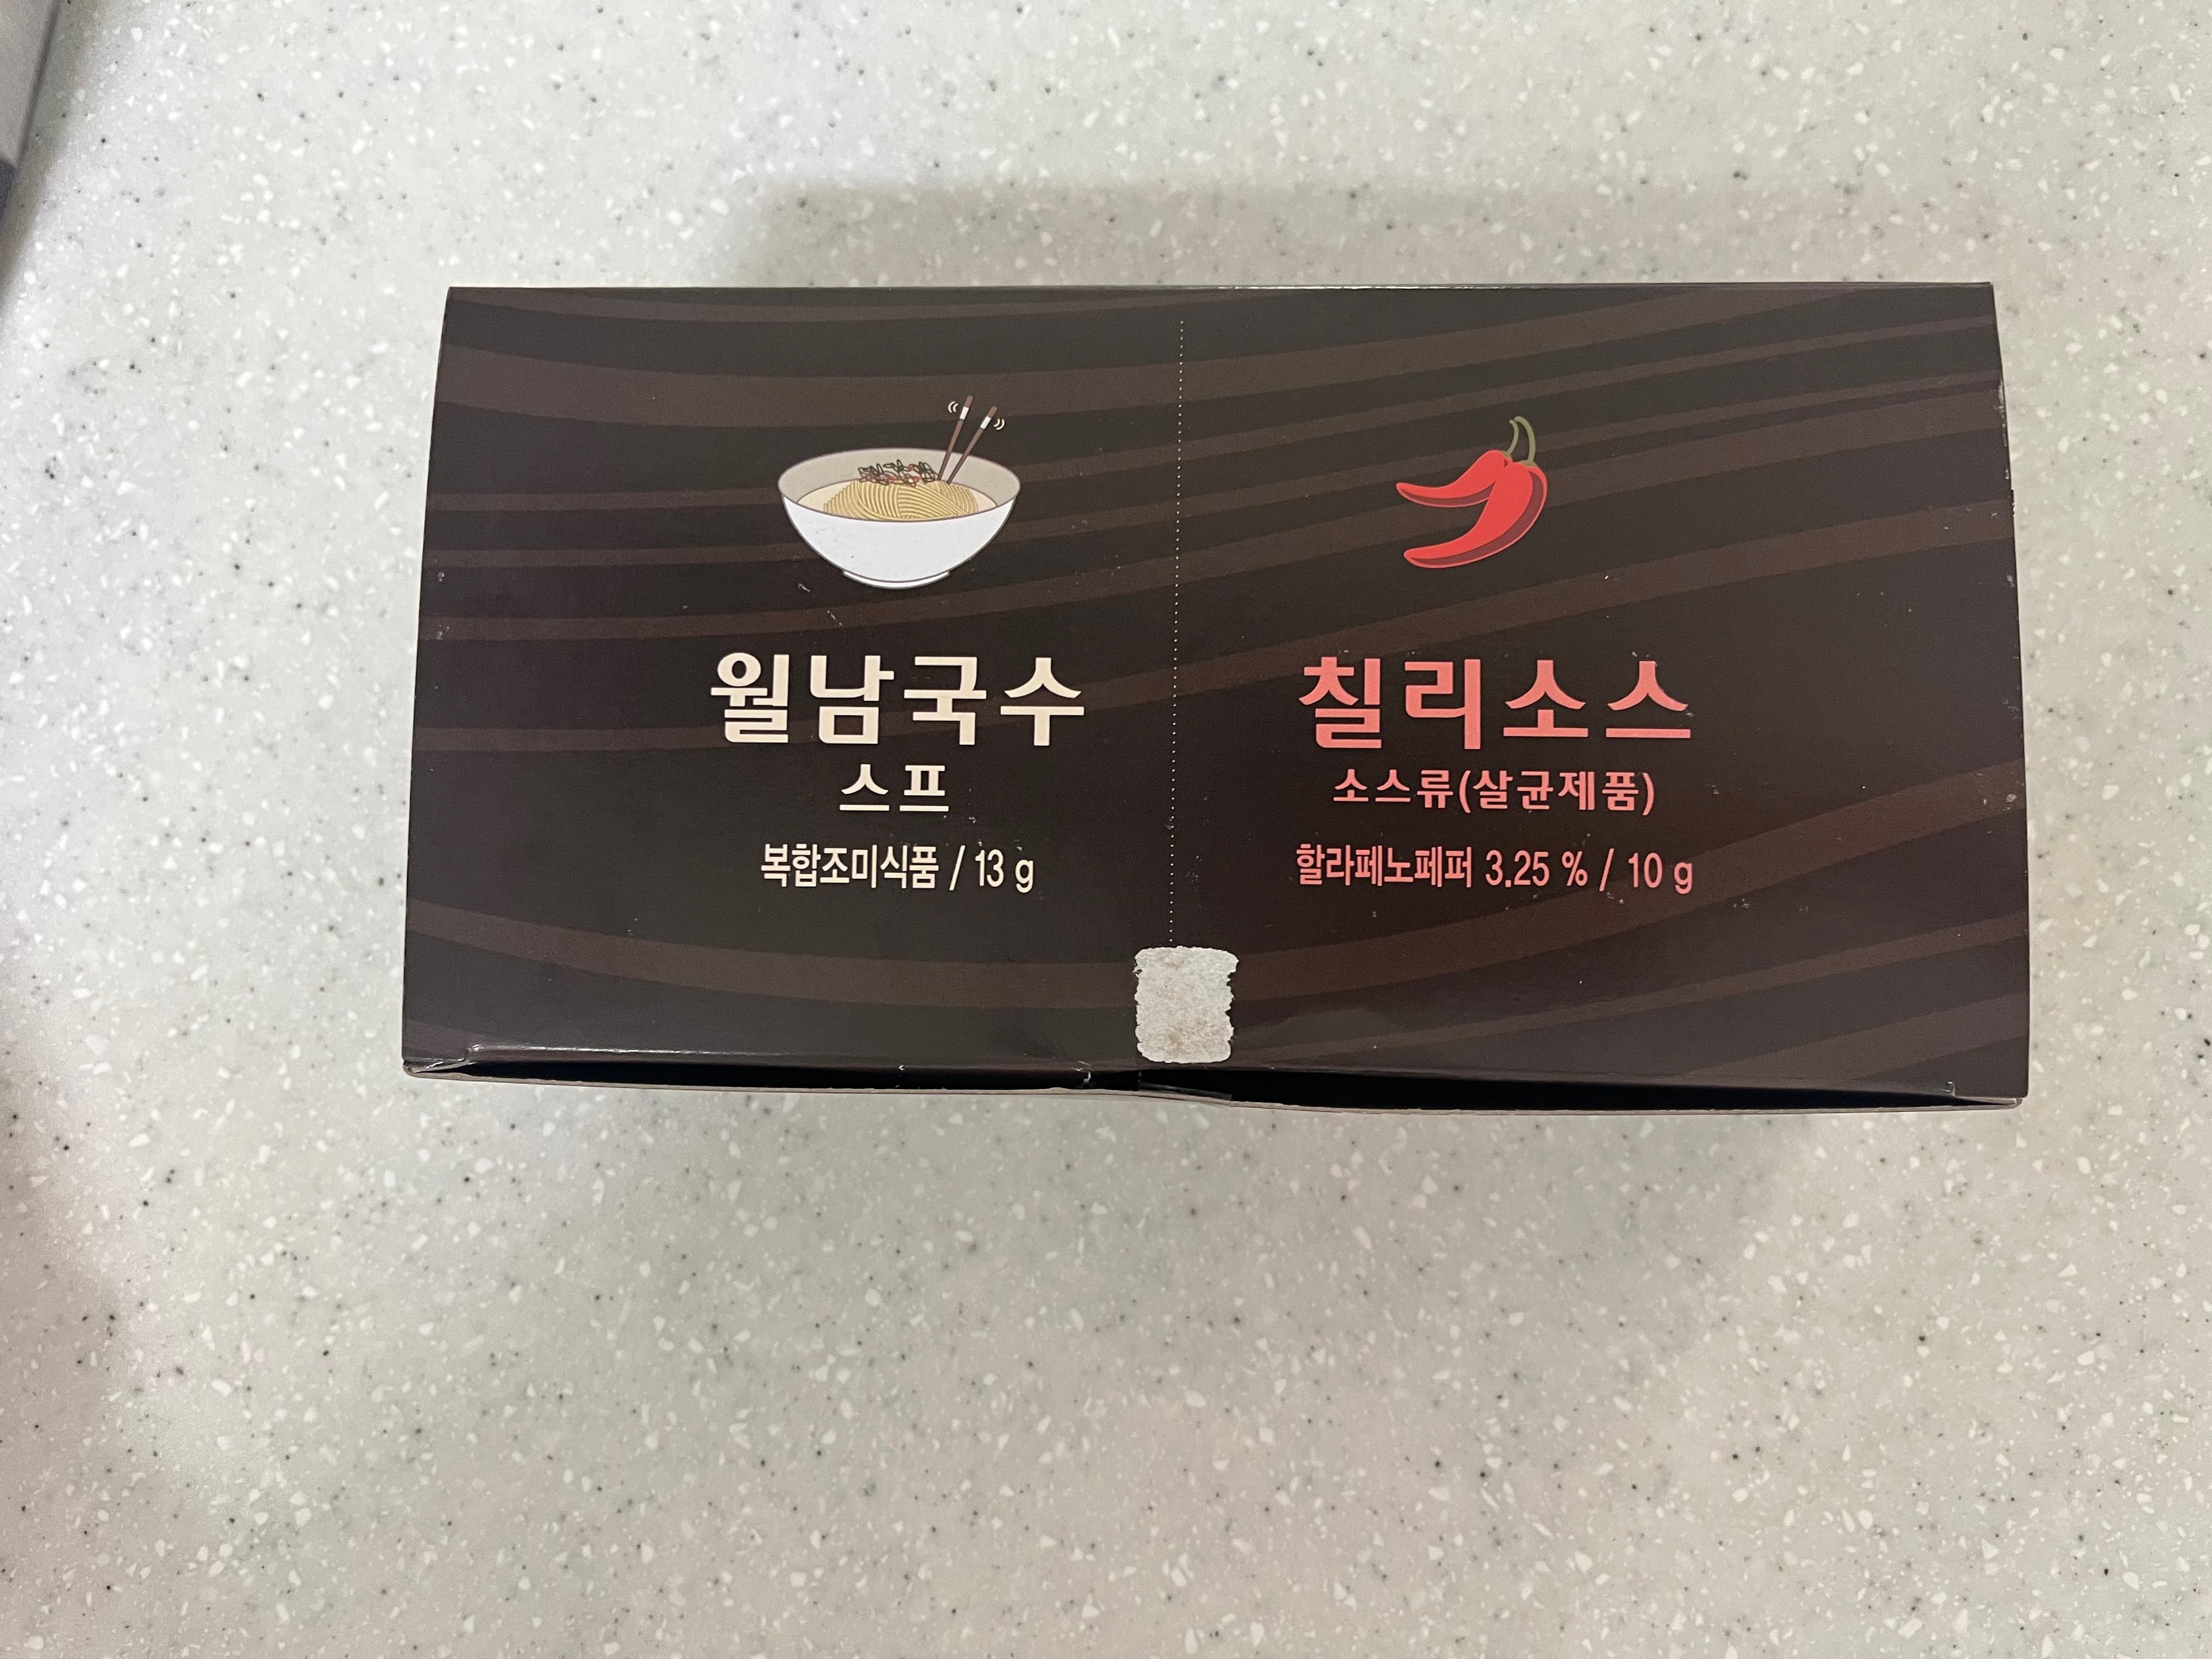 월남국수
스프
복합조미식품 / 13 g
칠리소스
소스류(살균제품)
할라페노페퍼 3.25 % / 10 g